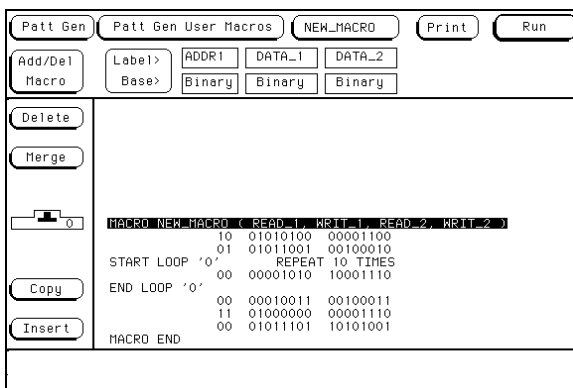 Patt Gen Patt Gen User Macros NEW_MACRO Print Run
Add/Del Macro
Label> ADDR1 DATA_1 DATA_2
Base> Binary Binary Binary
Delete
Merge
0
MACRO NEW_MACRO ( READ_1, WRIT_1, READ_2, WRIT_2 )
10 01010100 00001100
01 01011001 00100010
START LOOP '0' REPEAT 10 TIMES
00 00001010 10001110
END LOOP '0'
Copy
00 00010011 00100011
11 01000000 00001110
Insert
00 01011101 10101001
MACRO END